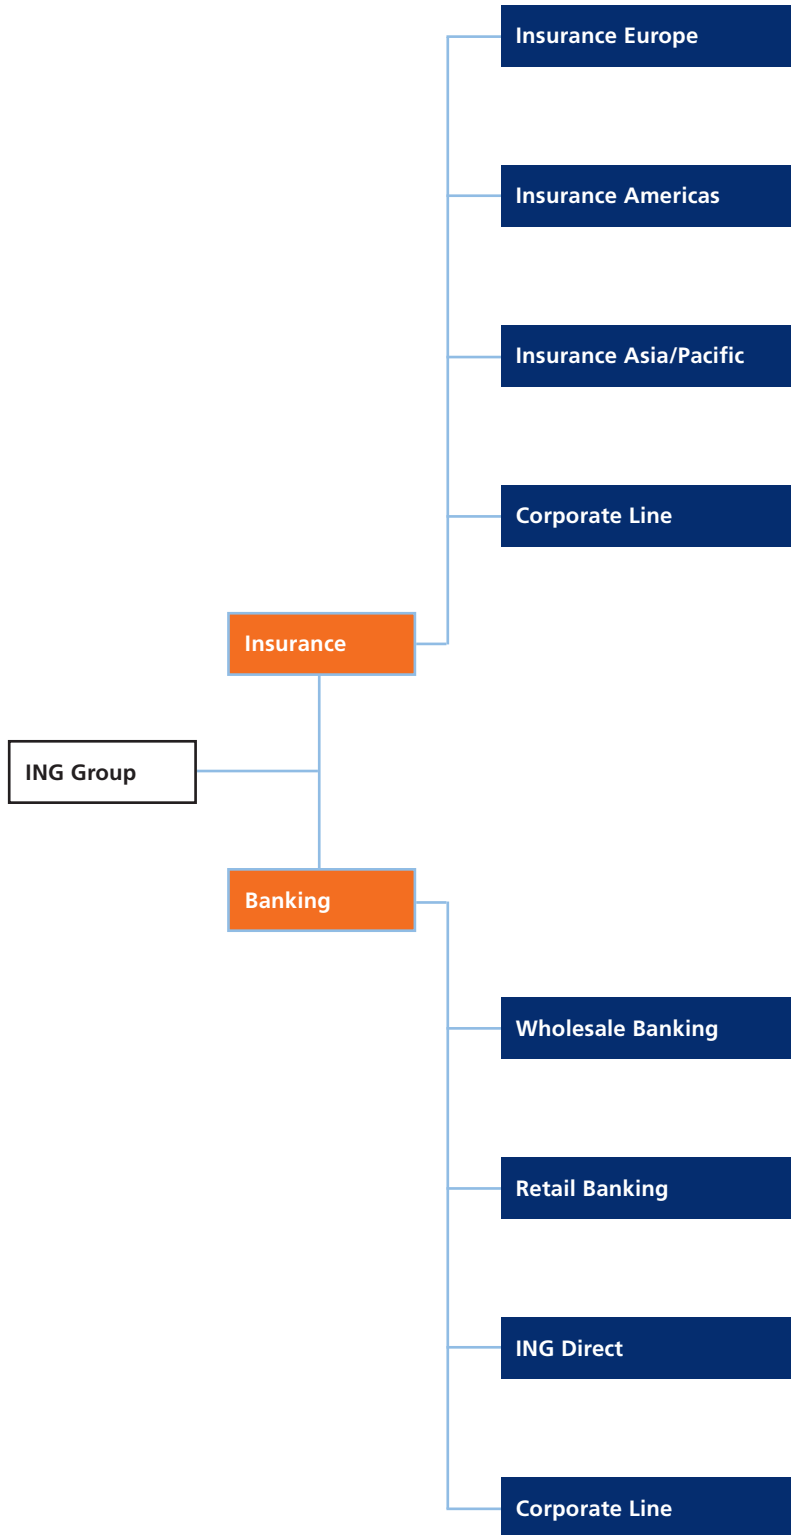 Insurance Europe
Insurance Americas
Insurance Asia/Pacific
Corporate Line
Insurance
ING Group
Banking
Wholesale Banking
Retail Banking
ING Direct
Corporate Line